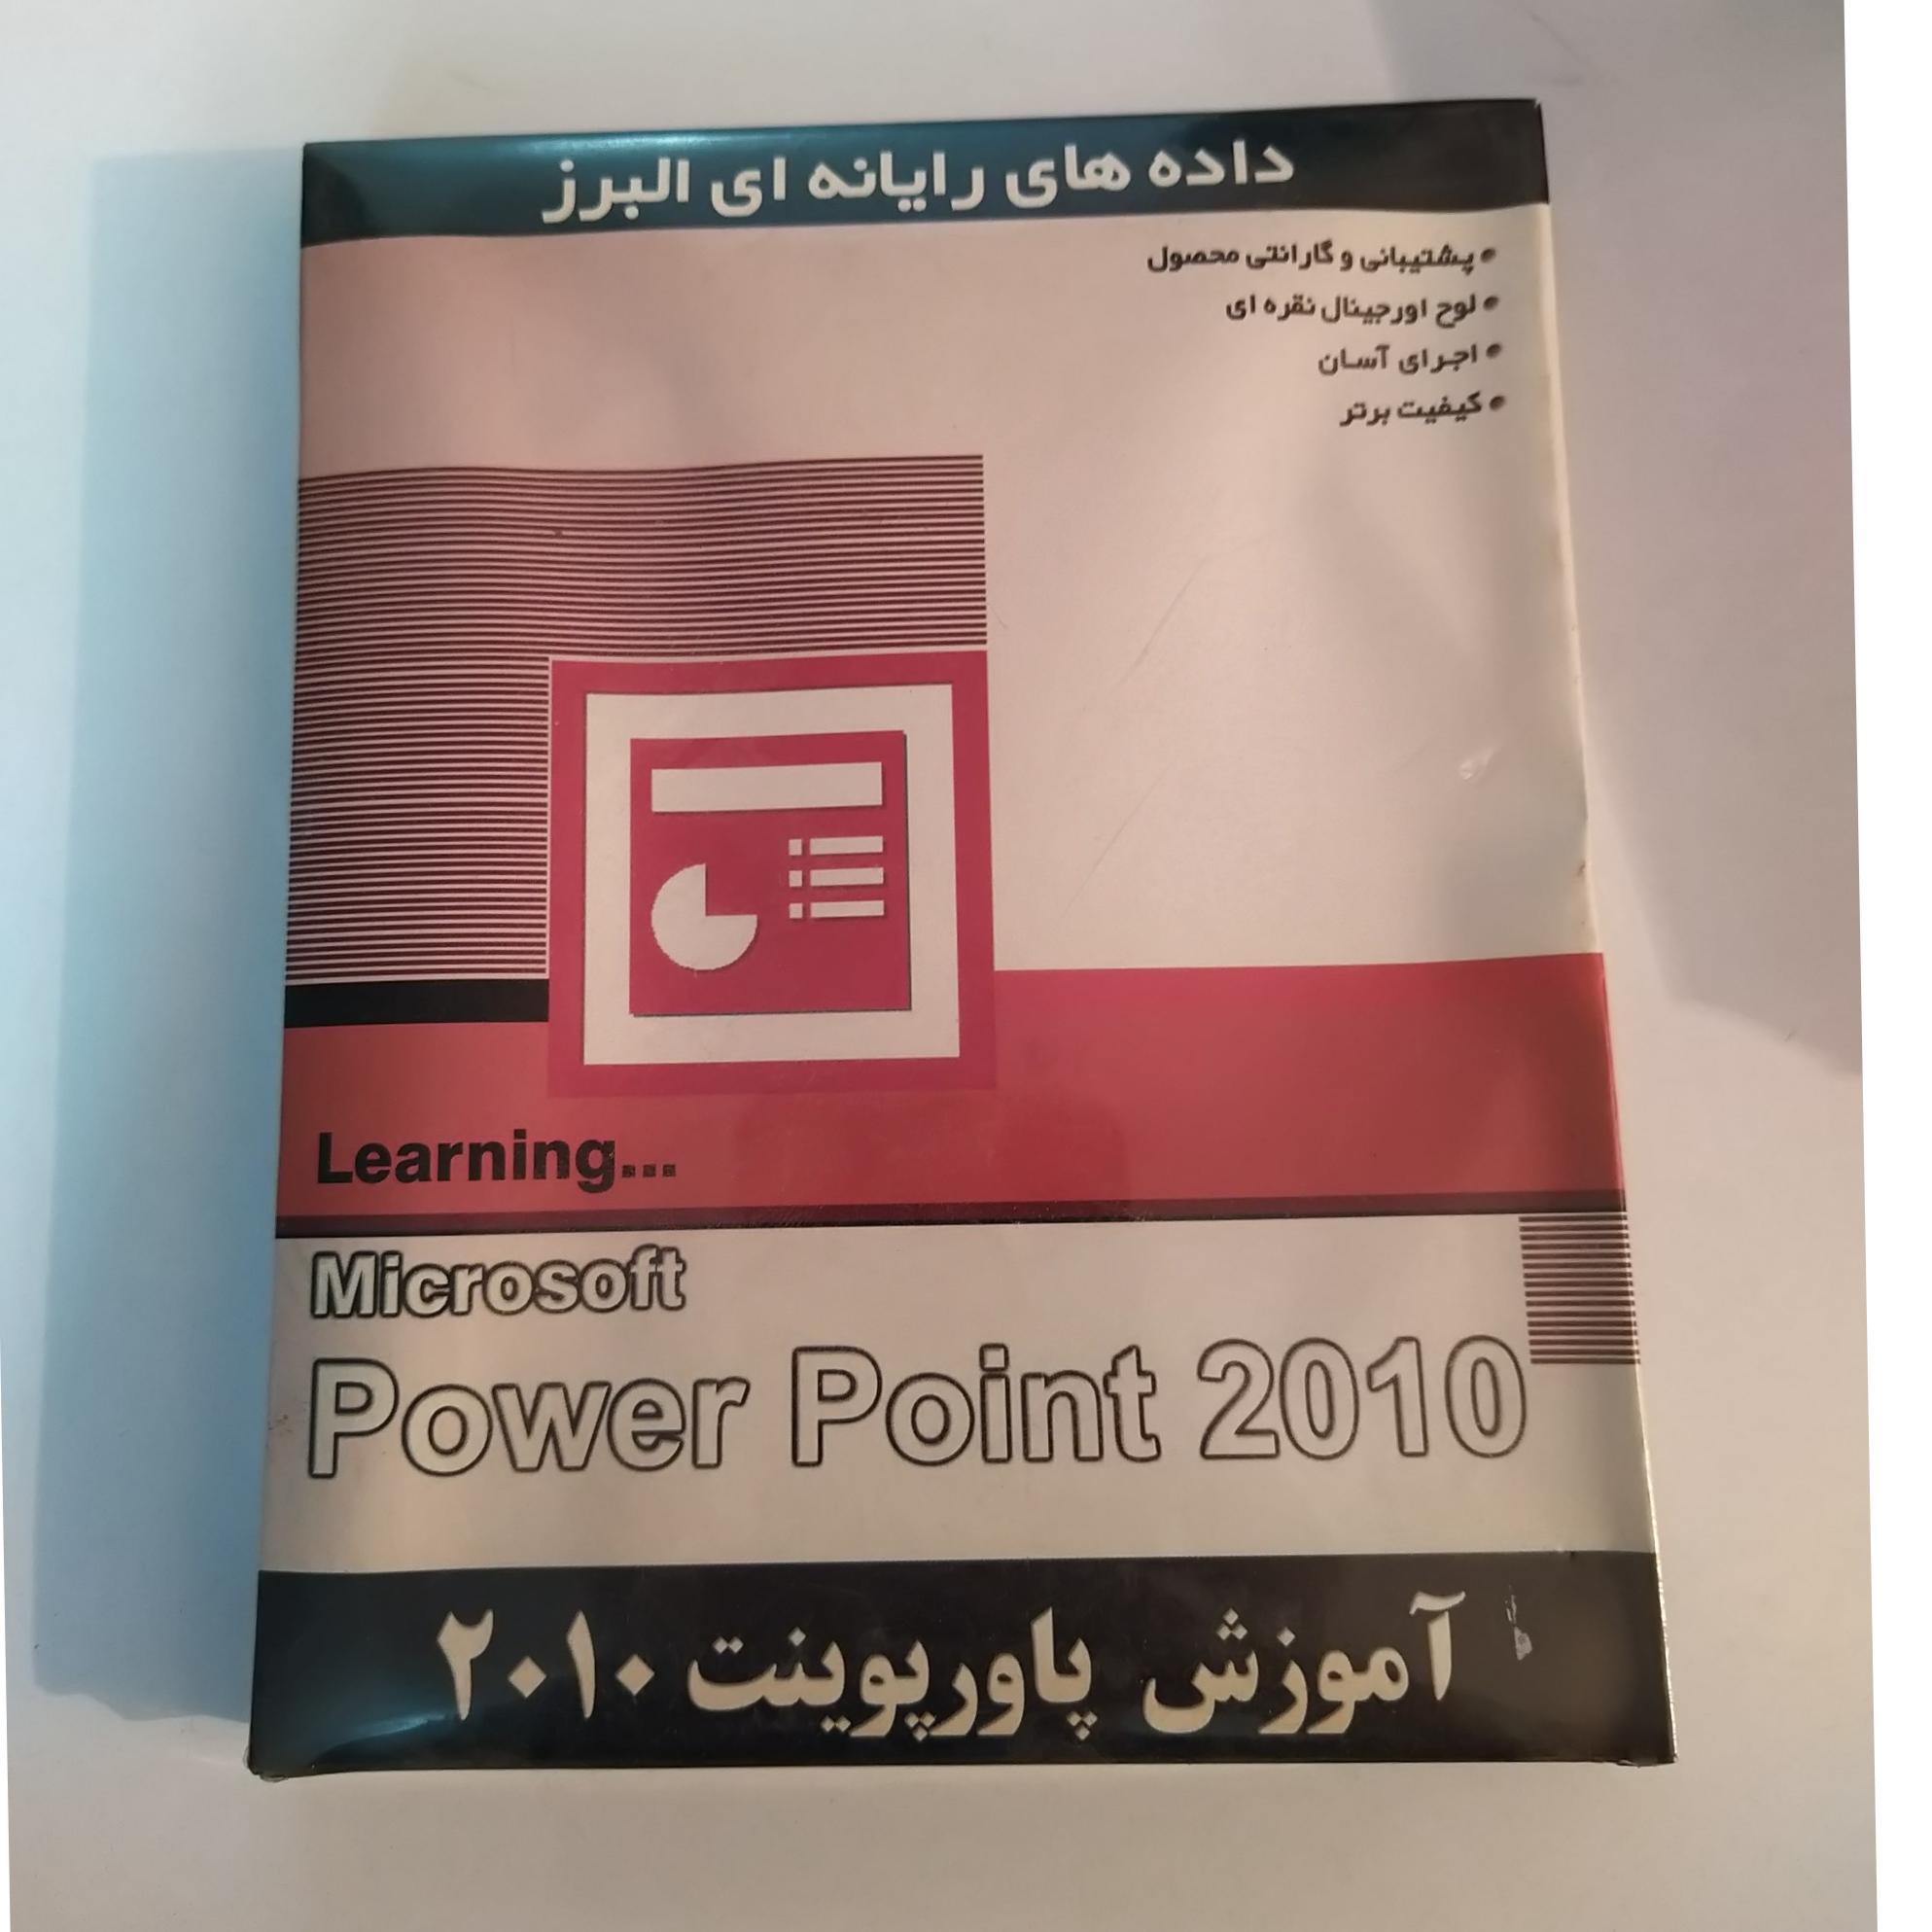 داده های رایانه ای البرز
• پشتیبانی و گارانتی محصول
• لوح اورجینال نقره ای
• اجرای آسان
• کیفیت برتر
Learning...
Microsoft
Power Point 2010
آموزش پاورپوینت ۲۰۱۰